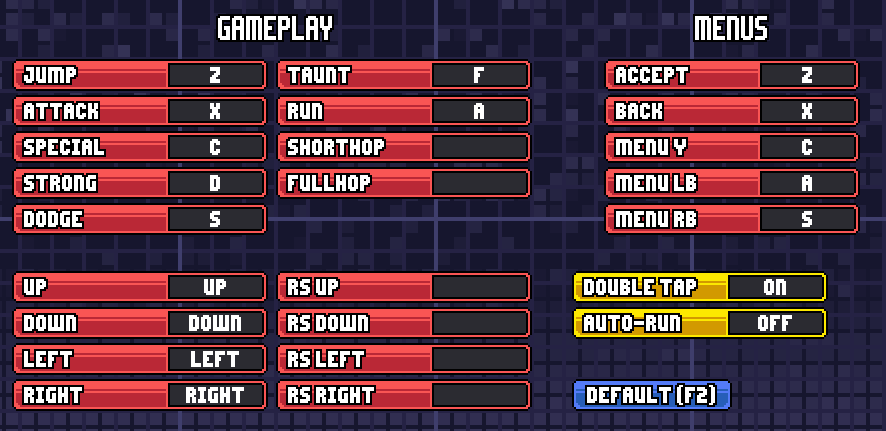 GAMEPLAY
MENUS
JUMP Z TAUNT F ACCEPT Z
ATTACK X RUN A BACK X
SPECIAL C SHORTHOP MENU Y C
STRONG D FULLHOP MENU LB A
DODGE S MENU RB S
UP UP RS UP DOUBLE TAP ON
DOWN DOWN RS DOWN AUTO-RUN OFF
LEFT LEFT RS LEFT
RIGHT RIGHT RS RIGHT DEFAULT (F2)